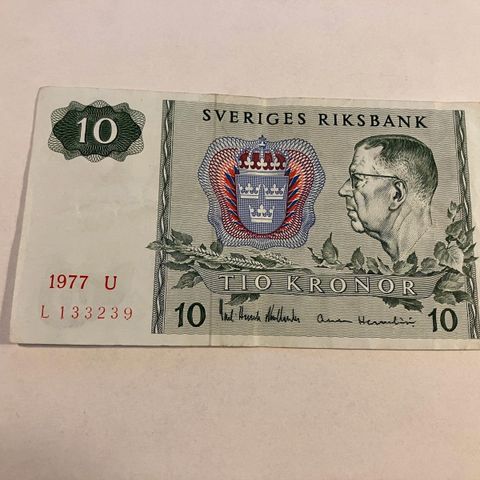 10
SVERIGES RIKSBANK
1977 U
L 133239
TIO KRONOR
10
10